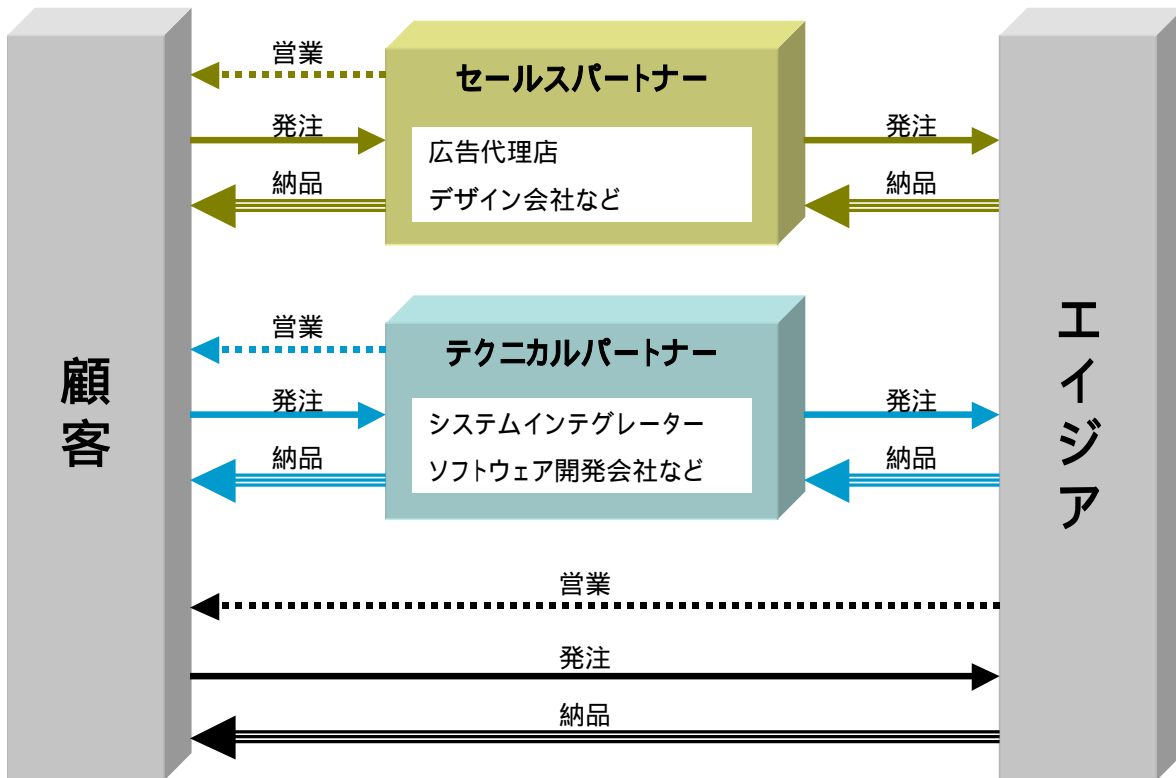 営業
セールスパートナー
発注
発注
広告代理店
納品
納品
デザイン会社など
営業
テクニカルパートナー
発注
発注
システムインテグレーター
納品
納品
ソフトウェア開発会社など
顧客
エイジア
営業
発注
納品